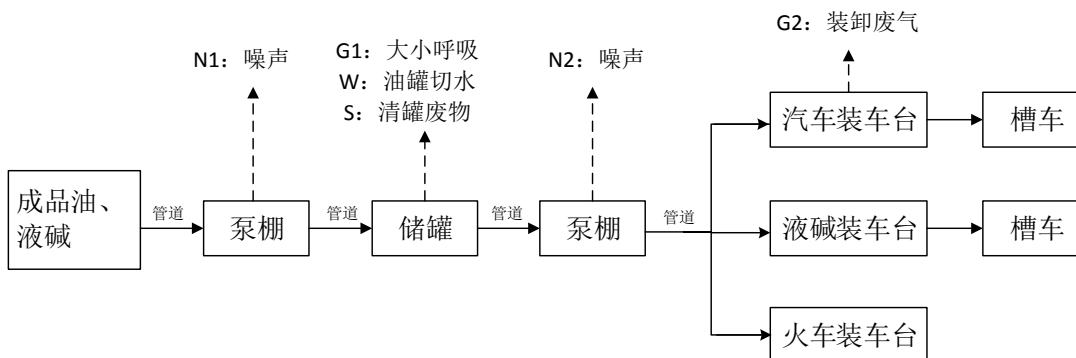 G2：装卸废气
N1：噪声
G1：大小呼吸
W：油罐切水
S：清罐废物
N2：噪声
汽车装车台
槽车
成品油、
液碱
管道
泵棚
管道
储罐
管道
泵棚
管道
液碱装车台
槽车
火车装车台